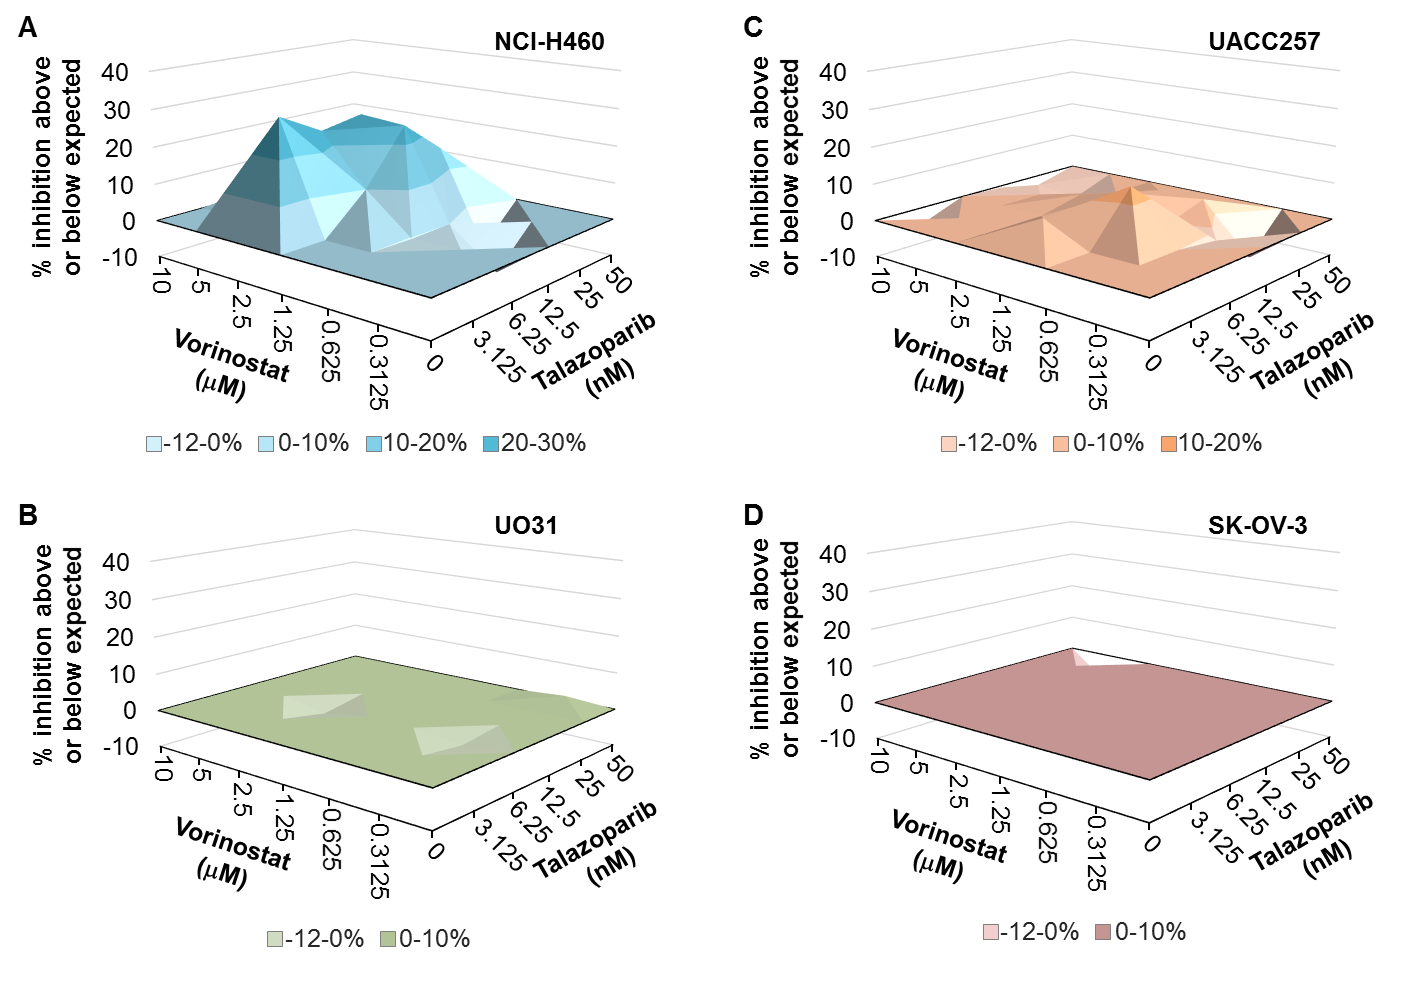 A
NCI-H460
% inhibition above
or below expected
40
30
20
10
0
-10
10
5
2.5
1.25
0.625
0.3125
0
3.125
6.25
12.5
25
50
Vorinostat
(μM)
Talazoparib
(nM)
-12-0% 0-10% 10-20% 20-30%
C
UACC257
% inhibition above
or below expected
40
30
20
10
0
-10
10
5
2.5
1.25
0.625
0.3125
0
3.125
6.25
12.5
25
50
Vorinostat
(μM)
Talazoparib
(nM)
-12-0% 0-10% 10-20%
B
UO31
% inhibition above
or below expected
40
30
20
10
0
-10
10
5
2.5
1.25
0.625
0.3125
0
3.125
6.25
12.5
25
50
Vorinostat
(μM)
Talazoparib
(nM)
-12-0% 0-10%
D
SK-OV-3
% inhibition above
or below expected
40
30
20
10
0
-10
10
5
2.5
1.25
0.625
0.3125
0
3.125
6.25
12.5
25
50
Vorinostat
(μM)
Talazoparib
(nM)
-12-0% 0-10%